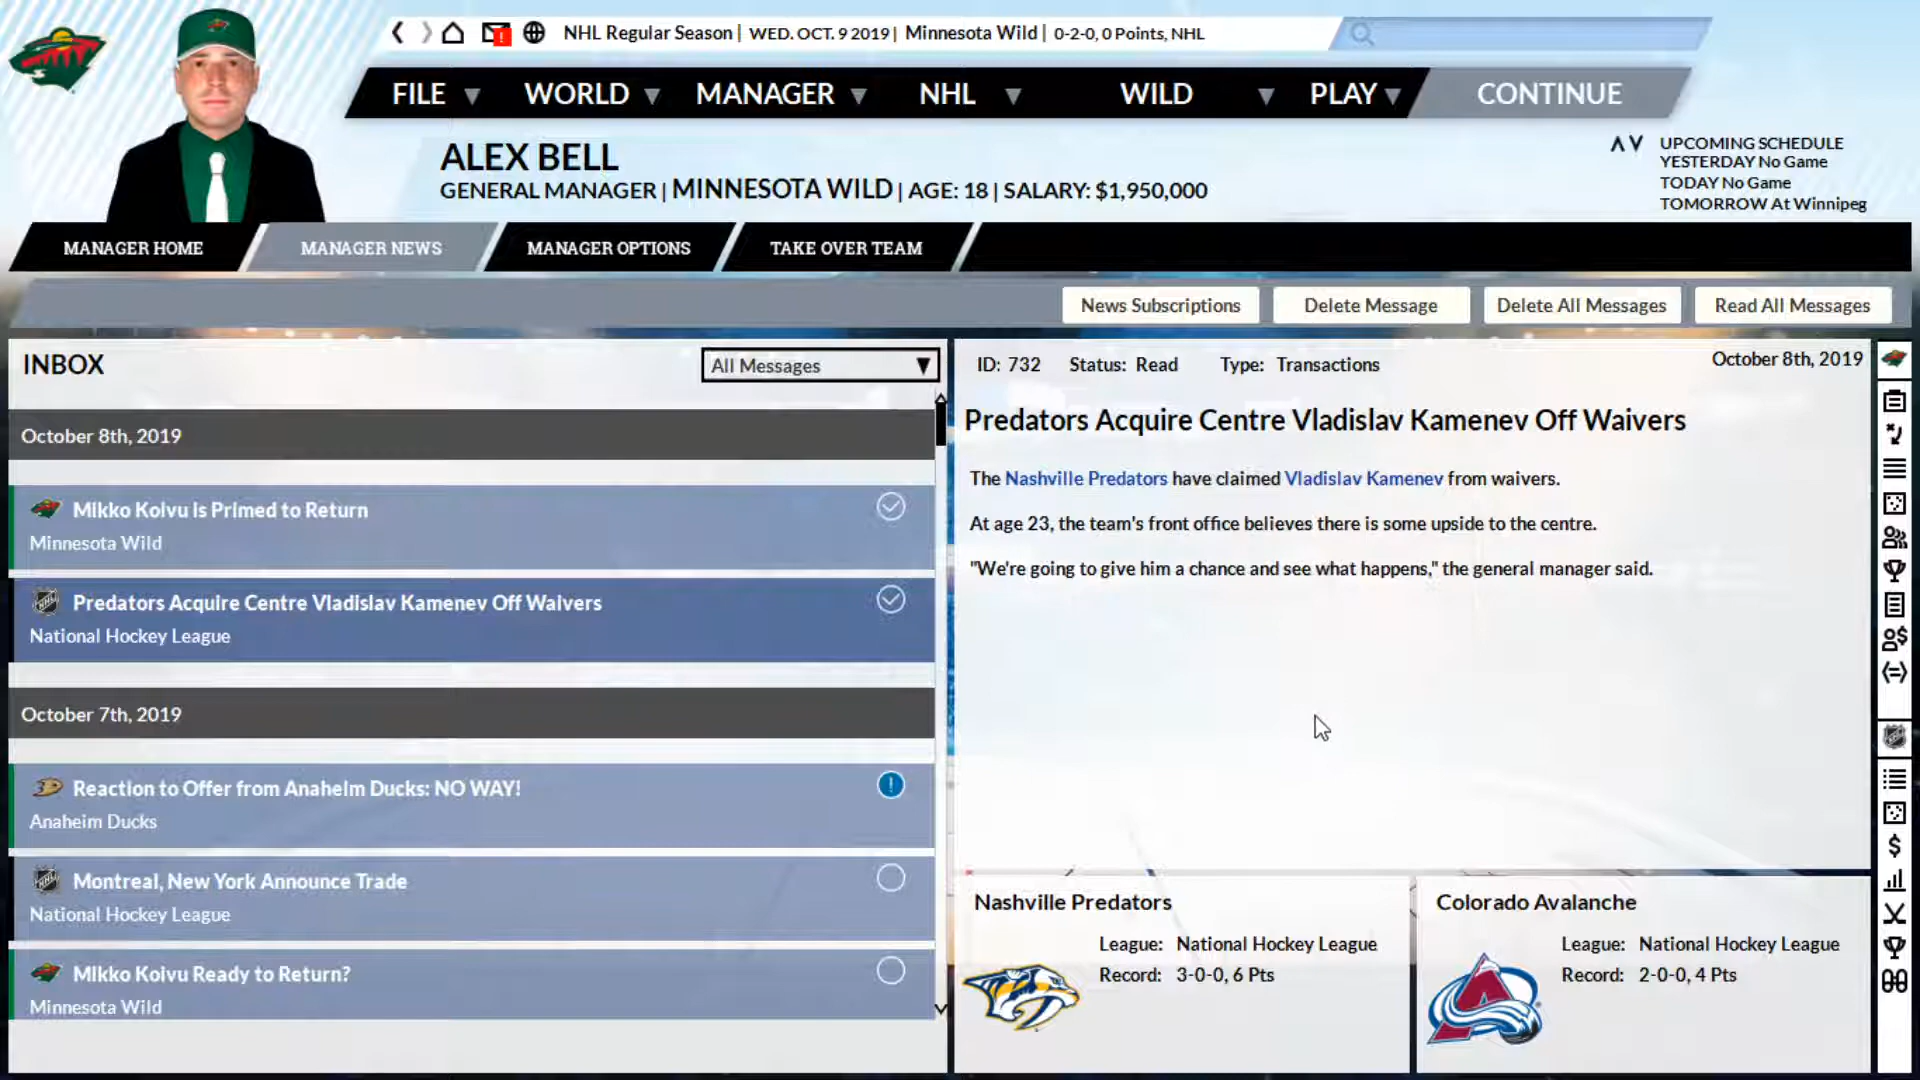 NHL Regular Season | WED. OCT. 9 2019 | Minnesota Wild | 0-2-0, 0 Points, NHL
FILE WORLD MANAGER NHL WILD PLAY CONTINUE
ALEX BELL
GENERAL MANAGER | MINNESOTA WILD | AGE: 18 | SALARY: $1,950,000
UPCOMING SCHEDULE
YESTERDAY No Game
TODAY No Game
TOMORROW At Winnipeg
MANAGER HOME MANAGER NEWS MANAGER OPTIONS TAKE OVER TEAM
News Subscriptions Delete Message Delete All Messages Read All Messages
INBOX All Messages
October 8th, 2019
Mikko Koivu is Primed to Return
Minnesota Wild
Predators Acquire Centre Vladislav Kamenev Off Waivers
National Hockey League
October 7th, 2019
Reaction to Offer from Anaheim Ducks: NO WAY!
Anaheim Ducks
Montreal, New York Announce Trade
National Hockey League
Mikko Koivu Ready to Return?
Minnesota Wild
ID: 732 Status: Read Type: Transactions October 8th, 2019
Predators Acquire Centre Vladislav Kamenev Off Waivers
The Nashville Predators have claimed Vladislav Kamenev from waivers.
At age 23, the team's front office believes there is some upside to the centre.
"We're going to give him a chance and see what happens," the general manager said.
Nashville Predators
League: National Hockey League
Record: 3-0-0, 6 Pts
Colorado Avalanche
League: National Hockey League
Record: 2-0-0, 4 Pts